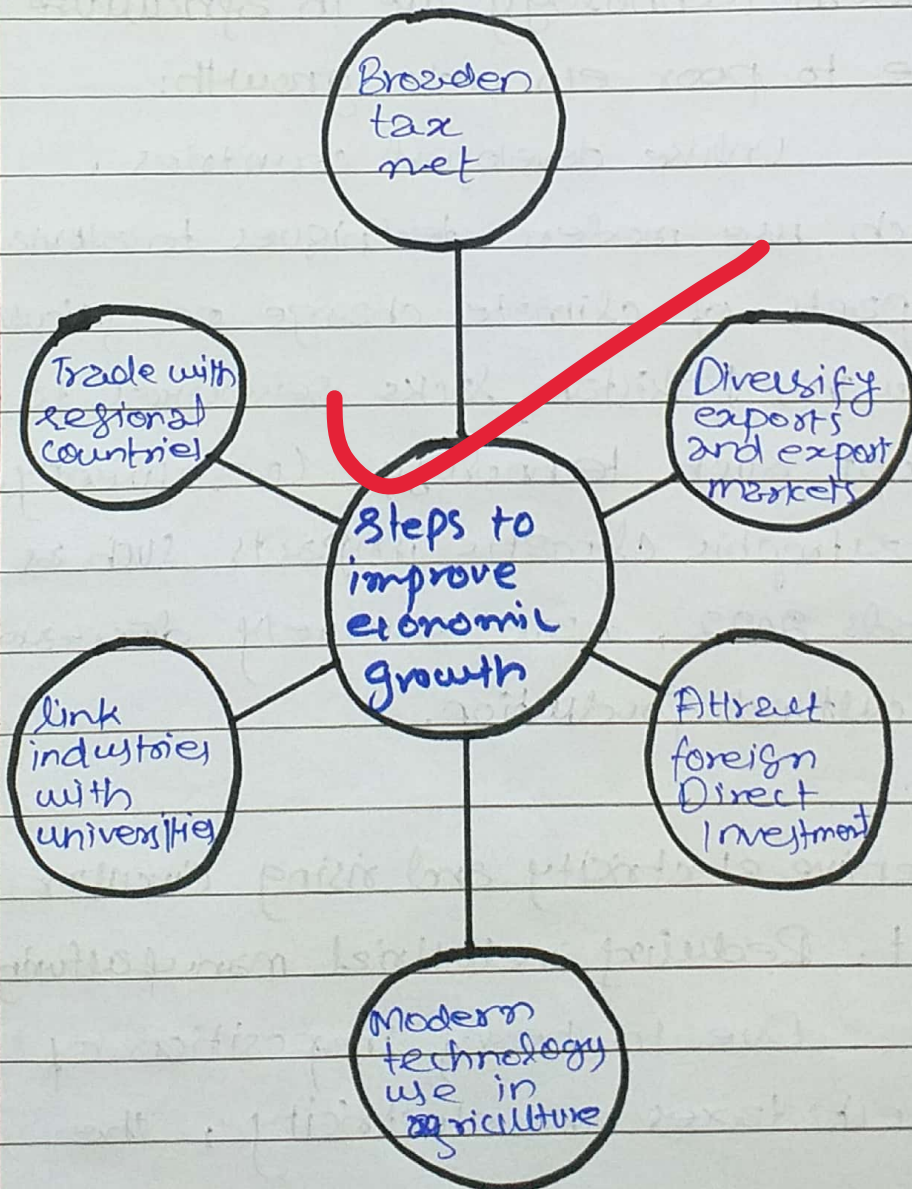 Broaden
tax
net
Trade with
regional
countries
Diversify
exports
and export
markets
Steps to
improve
economic
growth
link
industries
with
universities
Attract
foreign
Direct
Investment
Modern
technology
use in
agriculture